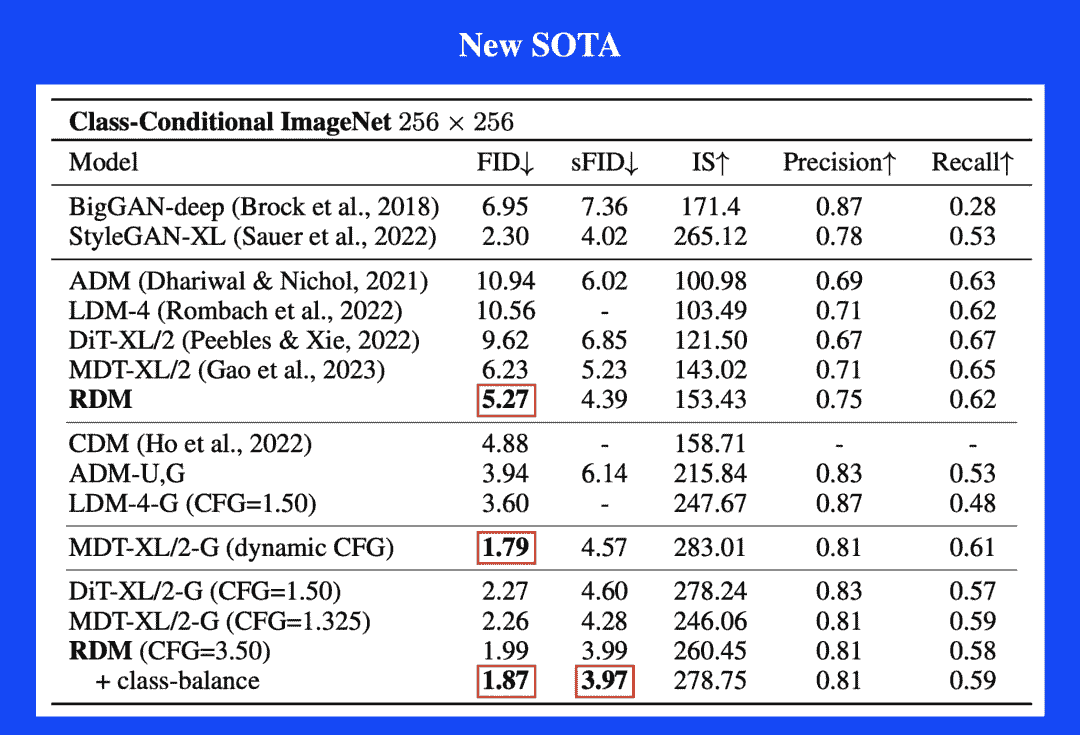 New SOTA
Class-Conditional ImageNet 256 × 256
Model FID↓ sFID↓ IS↑ Precision↑ Recall↑
BigGAN-deep (Brock et al., 2018) 6.95 7.36 171.4 0.87 0.28
StyleGAN-XL (Sauer et al., 2022) 2.30 4.02 265.12 0.78 0.53
ADM (Dhariwal & Nichol, 2021) 10.94 6.02 100.98 0.69 0.63
LDM-4 (Rombach et al., 2022) 10.56 - 103.49 0.71 0.62
DiT-XL/2 (Peebles & Xie, 2022) 9.62 6.85 121.50 0.67 0.67
MDT-XL/2 (Gao et al., 2023) 6.23 5.23 143.02 0.71 0.65
RDM 5.27 4.39 153.43 0.75 0.62
CDM (Ho et al., 2022) 4.88 - 158.71 - -
ADM-U,G 3.94 6.14 215.84 0.83 0.53
LDM-4-G (CFG=1.50) 3.60 - 247.67 0.87 0.48
MDT-XL/2-G (dynamic CFG) 1.79 4.57 283.01 0.81 0.61
DiT-XL/2-G (CFG=1.50) 2.27 4.60 278.24 0.83 0.57
MDT-XL/2-G (CFG=1.325) 2.26 4.28 246.06 0.81 0.59
RDM (CFG=3.50) 1.99 3.99 260.45 0.81 0.58
+ class-balance 1.87 3.97 278.75 0.81 0.59